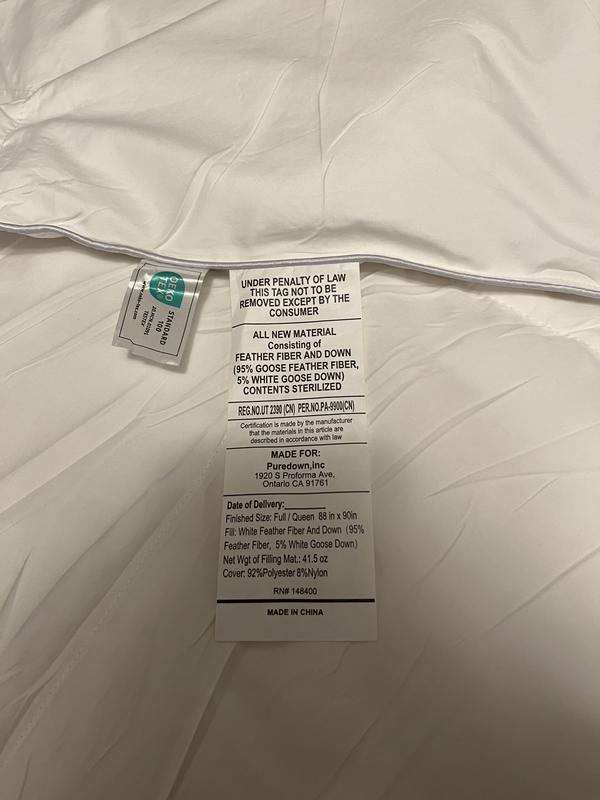 UNDER PENALTY OF LAW
THIS TAG NOT TO BE
REMOVED EXCEPT BY THE
CONSUMER
ALL NEW MATERIAL
Consisting of
FEATHER FIBER AND DOWN
(95% GOOSE FEATHER FIBER,
5% WHITE GOOSE DOWN)
CONTENTS STERILIZED
REG.NO.UT 2390 (CN) PER.NO.PA-9900(CN)
Certification is made by the manufacturer
that the materials in this article are
described in accordance with law
MADE FOR:
Puredown,inc
1920 S Proforma Ave,
Ontario CA 91761
Date of Delivery:________
Finished Size: Full / Queen 88 in x 90in
Fill: White Feather Fiber And Down (95%
Feather Fiber, 5% White Goose Down)
Net Wgt of Filling Mat.: 41.5 oz
Cover: 92%Polyester 8%Nylon
RN# 148400
MADE IN CHINA
OEKO
TEX®
STANDARD
100
TESTEX